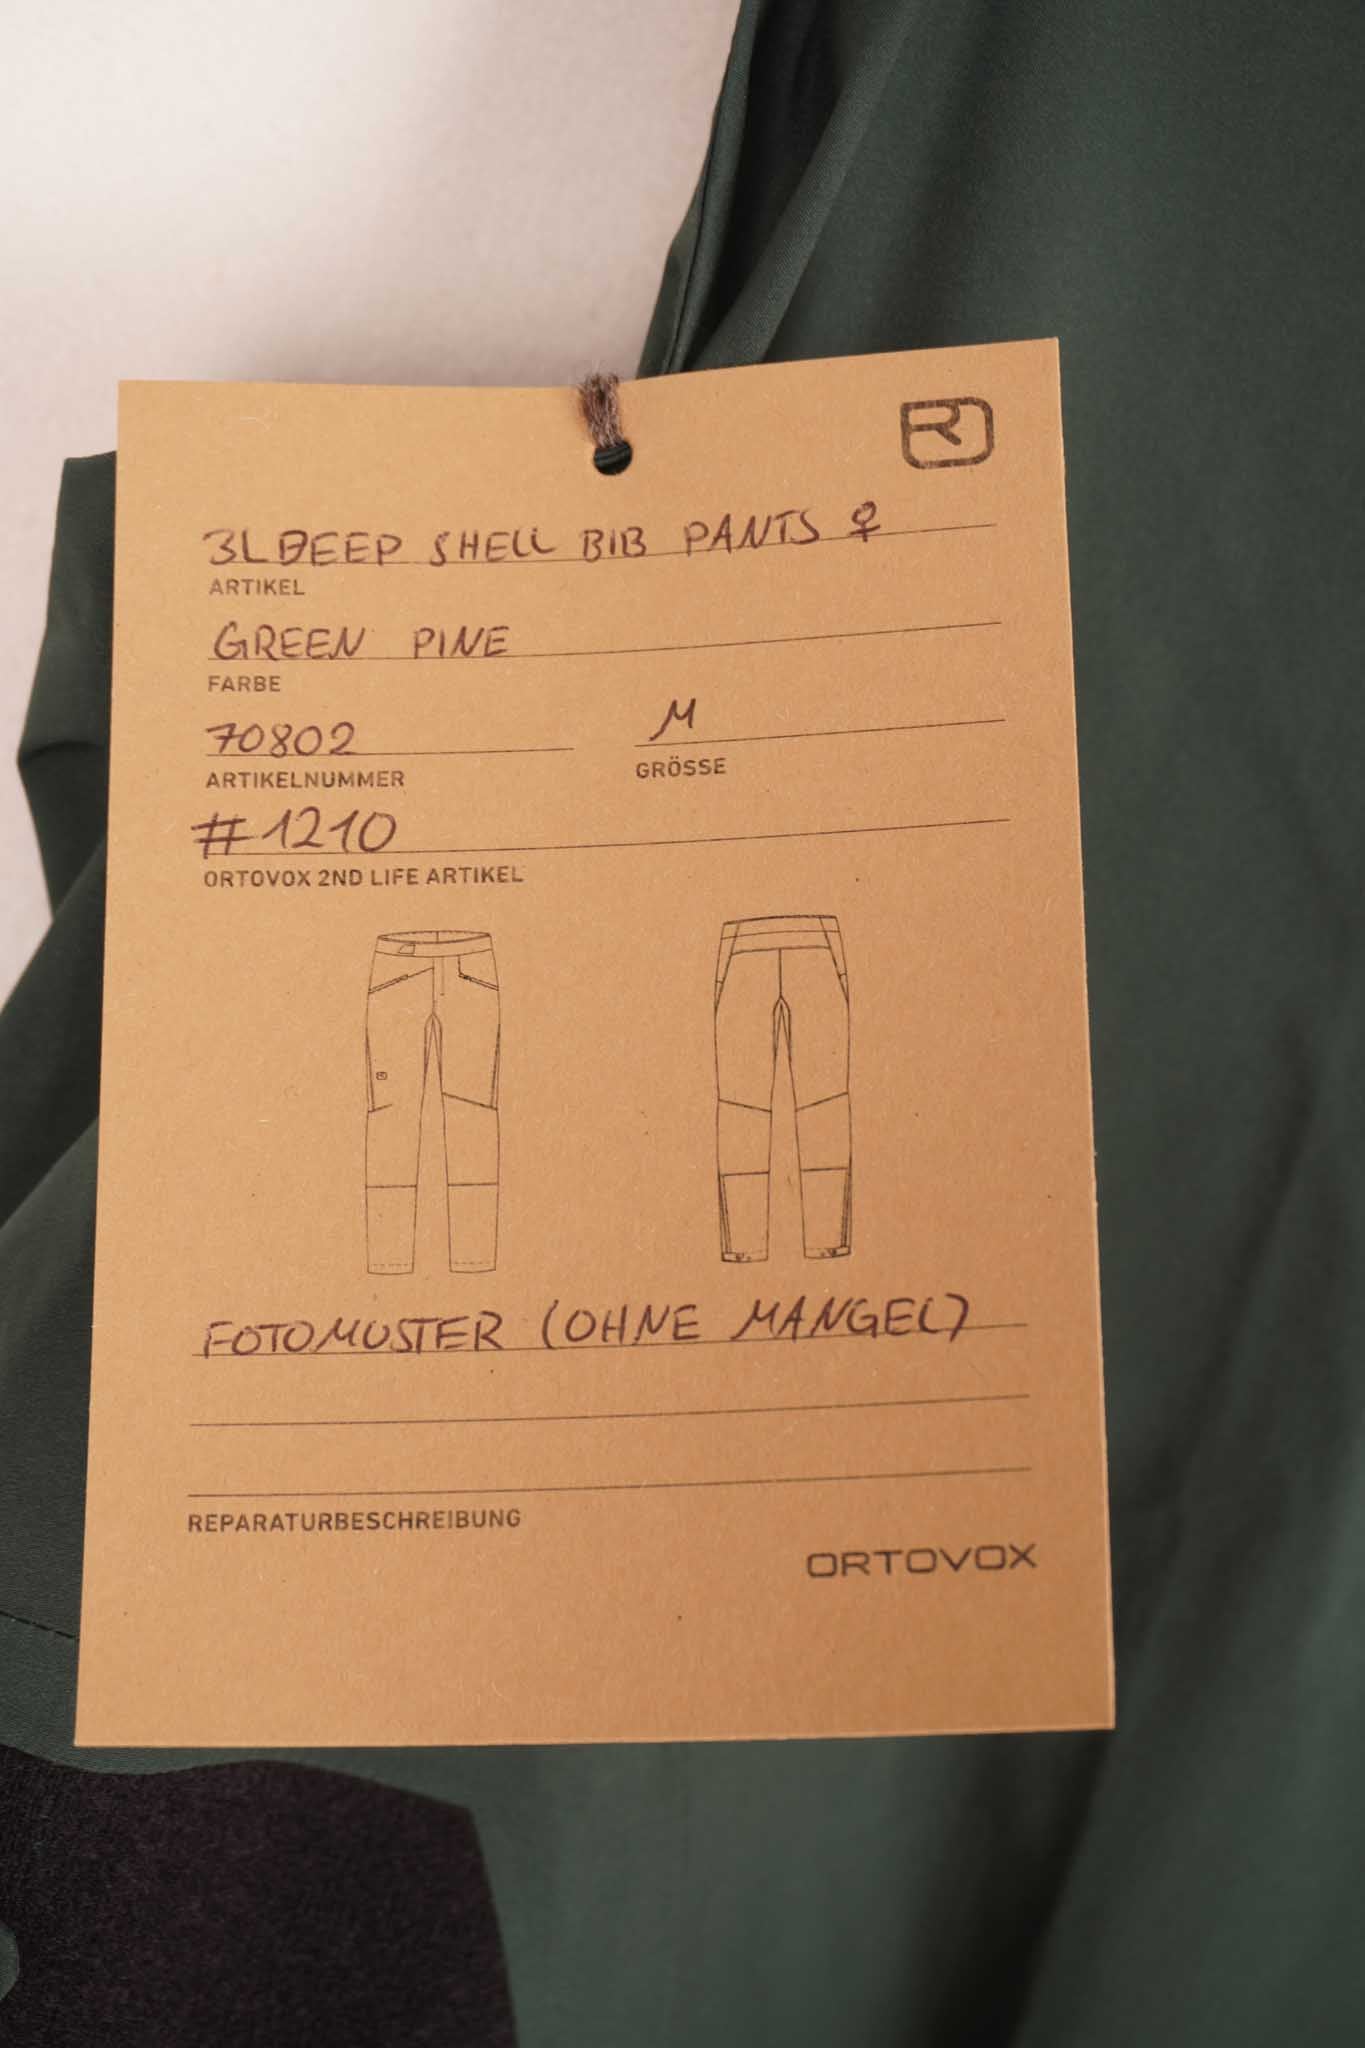 3L DEEP SHELL BIB PANTS ♀
ARTIKEL
GREEN PINE
FARBE
70802 M
ARTIKELNUMMER GRÖSSE
#1210
ORTOVOX 2ND LIFE ARTIKEL
FOTOMUSTER (OHNE MANGEL)
REPARATURBESCHREIBUNG
ORTOVOX